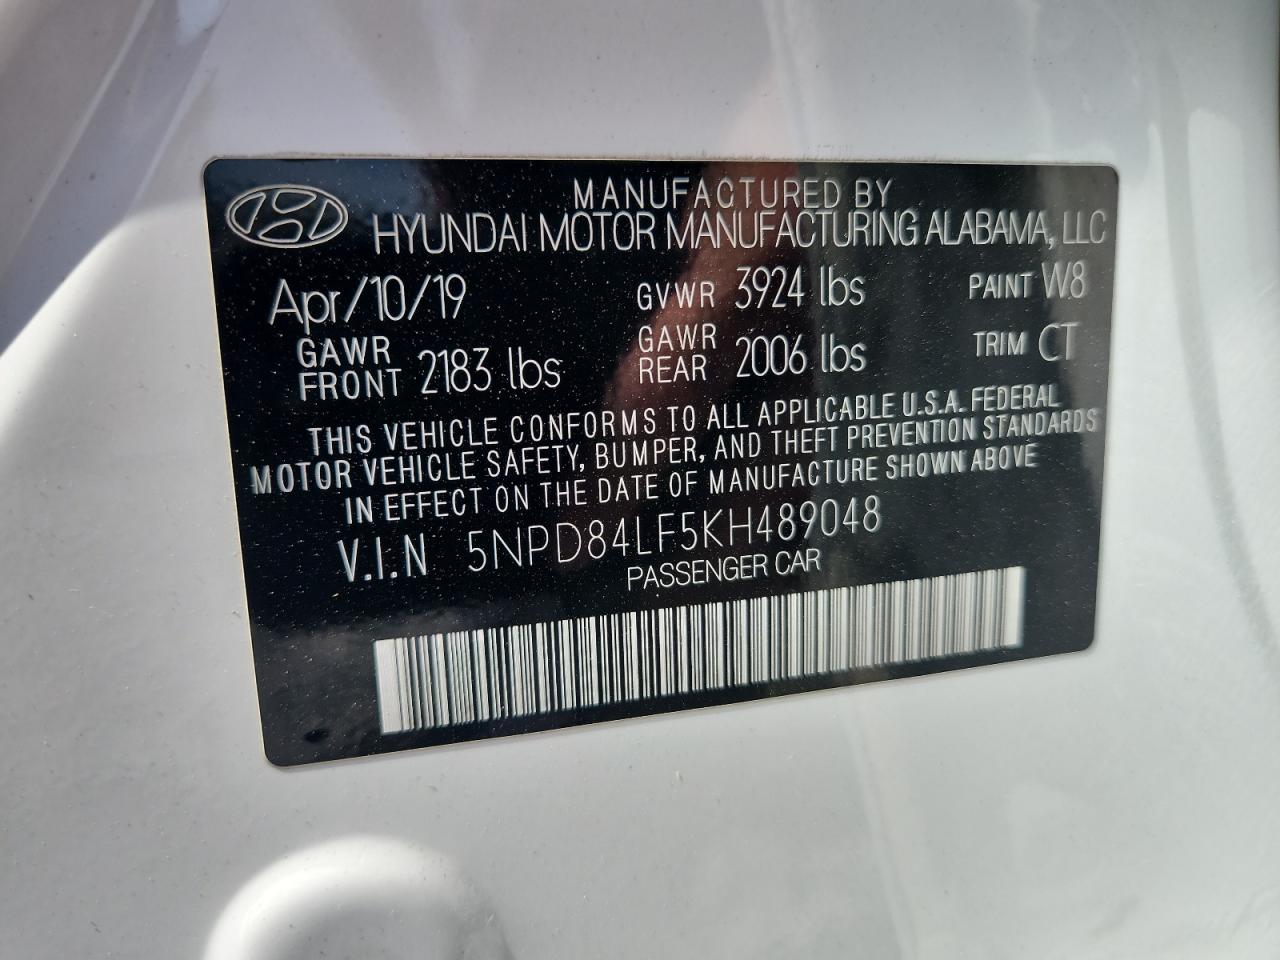 MANUFACTURED BY
HYUNDAI MOTOR MANUFACTURING ALABAMA, LLC
Apr/10/19 GVWR 3924 lbs PAINT W8
GAWR FRONT 2183 lbs GAWR REAR 2006 lbs TRIM CT
THIS VEHICLE CONFORMS TO ALL APPLICABLE U.S.A. FEDERAL
MOTOR VEHICLE SAFETY, BUMPER, AND THEFT PREVENTION STANDARDS
IN EFFECT ON THE DATE OF MANUFACTURE SHOWN ABOVE
V.I.N 5NPD84LF5KH489048
PASSENGER CAR